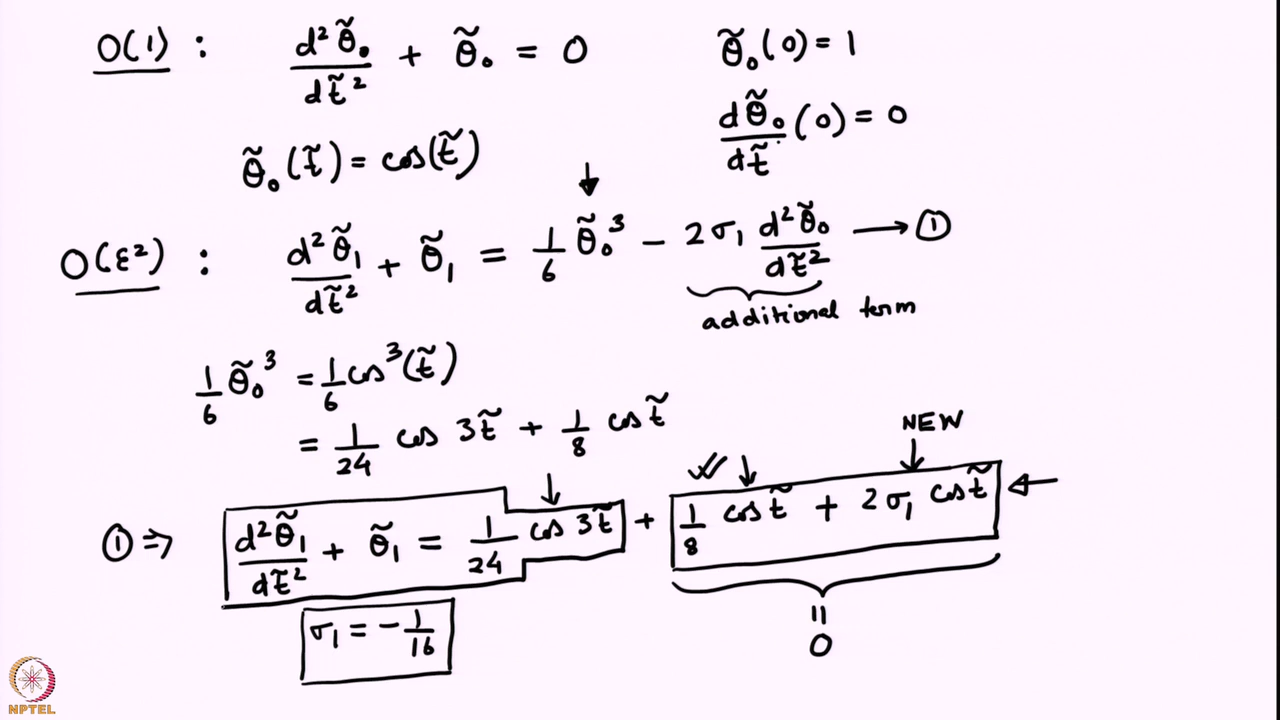 O(1) : d²θ̃₀/dt̃² + θ̃₀ = 0    θ̃₀(0) = 1
dθ̃₀/dt̃ (0) = 0
θ̃₀(t̃) = cos(t̃)
O(ε²) : d²θ̃₁/dt̃² + θ̃₁ = 1/6 θ̃₀³ − 2σ₁ d²θ̃₀/dt̃² → ①
additional term
1/6 θ̃₀³ = 1/6 cos³(t̃)
= 1/24 cos 3t̃ + 1/8 cos t̃
NEW
① ⇒ d²θ̃₁/dt̃² + θ̃₁ = 1/24 cos 3t̃ + 1/8 cos t̃ + 2σ₁ cos t̃
σ₁ = −1/16
=
0
NPTEL